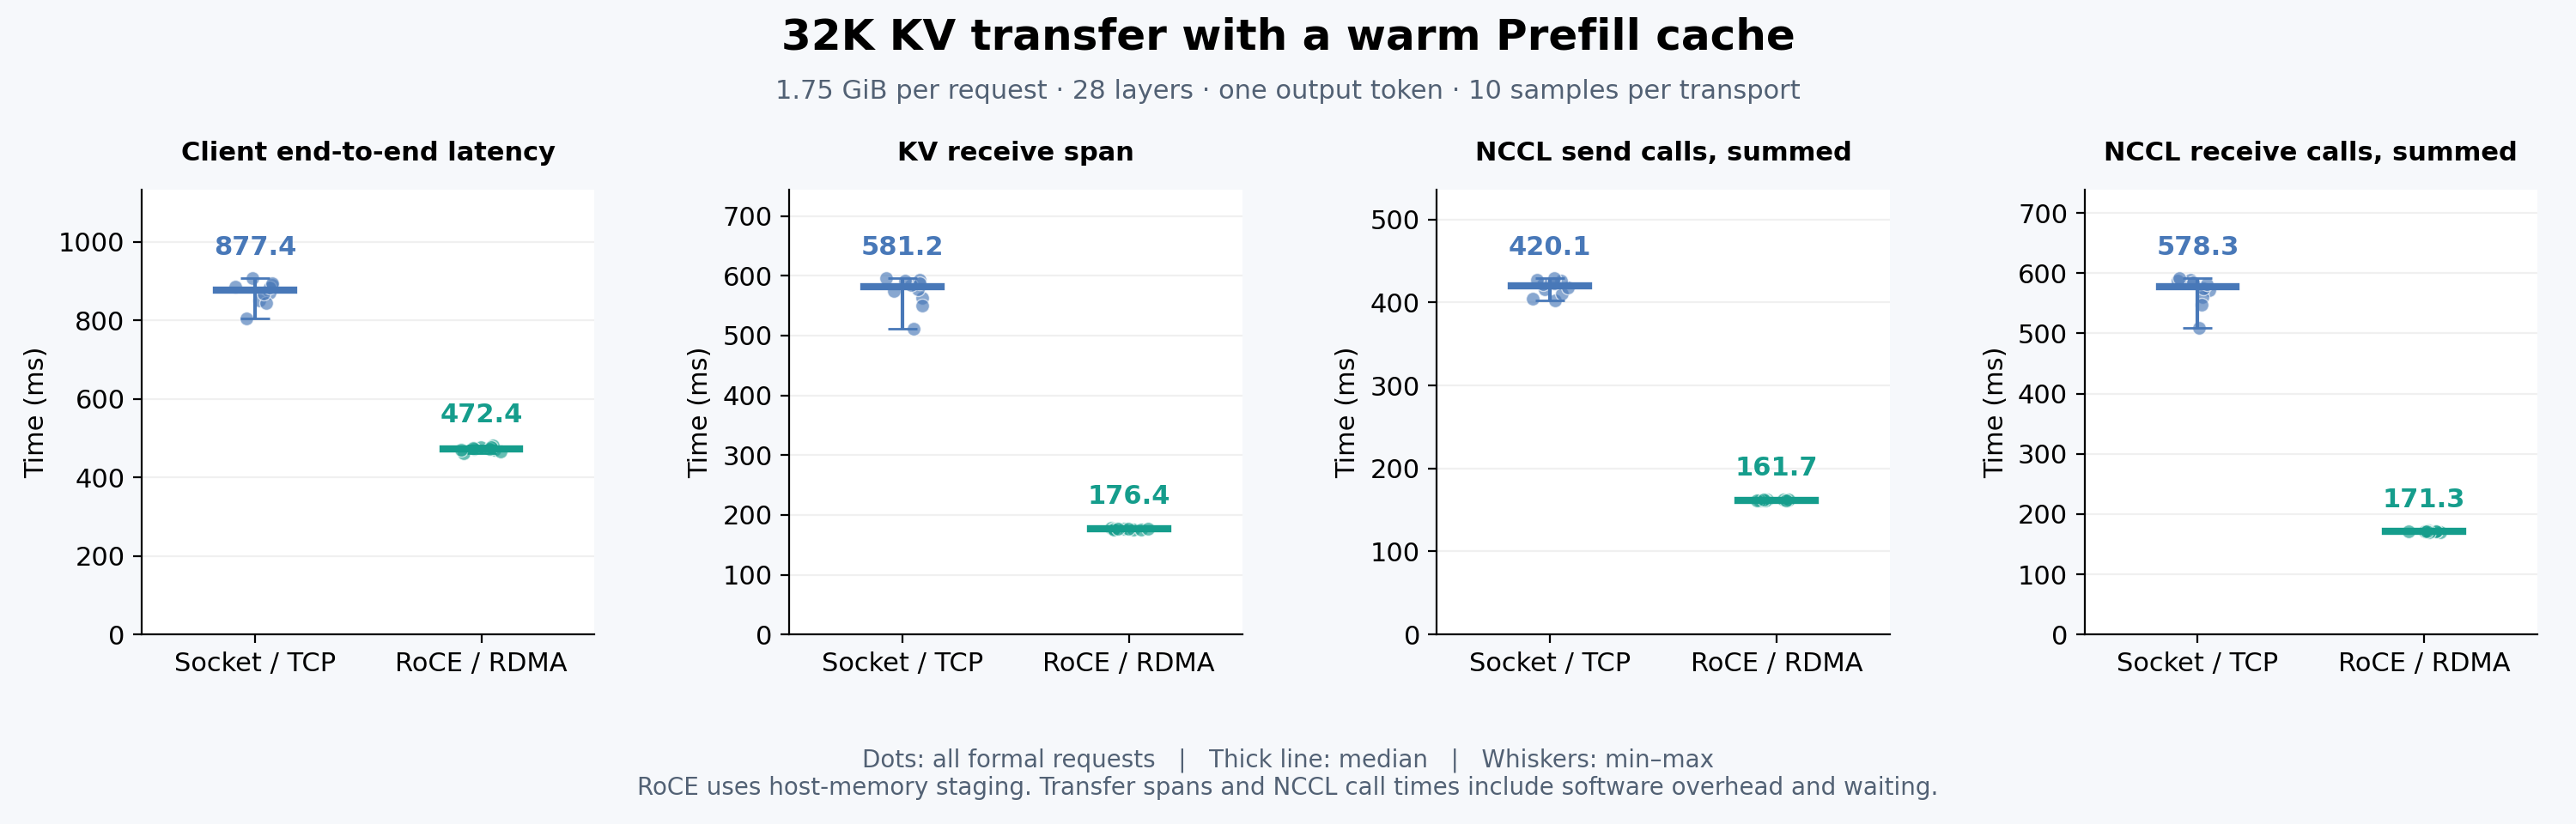 32K KV transfer with a warm Prefill cache
1.75 GiB per request · 28 layers · one output token · 10 samples per transport
Client end-to-end latency
Time (ms)
1000
800
600
400
200
0
877.4
472.4
Socket / TCP
RoCE / RDMA
KV receive span
Time (ms)
700
600
500
400
300
200
100
0
581.2
176.4
Socket / TCP
RoCE / RDMA
NCCL send calls, summed
Time (ms)
500
400
300
200
100
0
420.1
161.7
Socket / TCP
RoCE / RDMA
NCCL receive calls, summed
Time (ms)
700
600
500
400
300
200
100
0
578.3
171.3
Socket / TCP
RoCE / RDMA
Dots: all formal requests | Thick line: median | Whiskers: min–max
RoCE uses host-memory staging. Transfer spans and NCCL call times include software overhead and waiting.